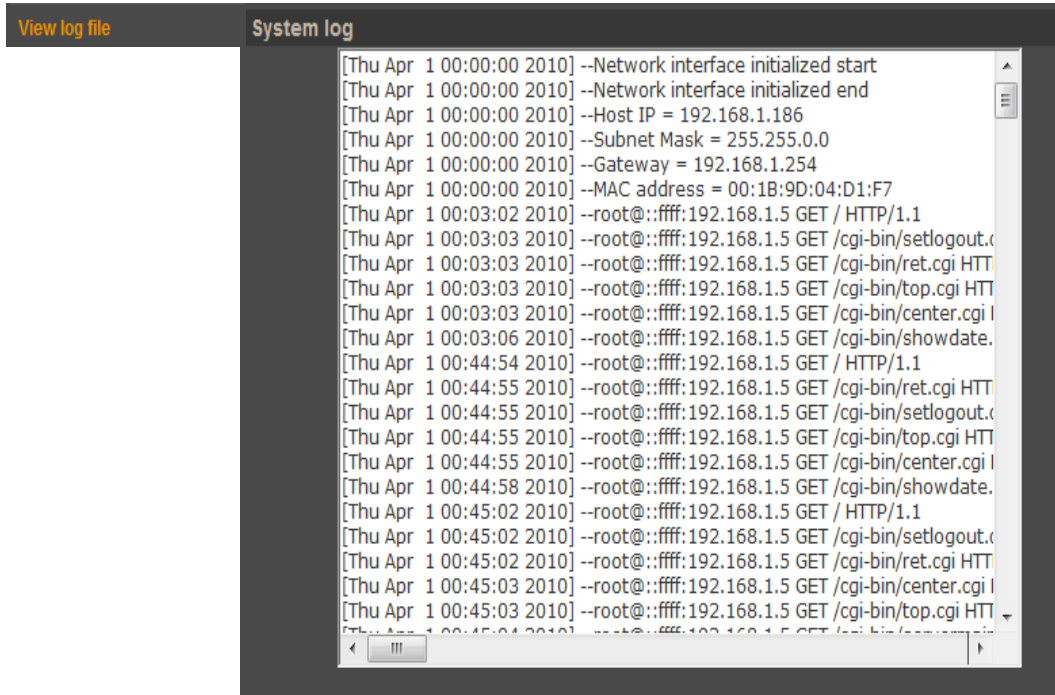 View log file
System log
[Thu Apr  1 00:00:00 2010] --Network interface initialized start
[Thu Apr  1 00:00:00 2010] --Network interface initialized end
[Thu Apr  1 00:00:00 2010] --Host IP = 192.168.1.186
[Thu Apr  1 00:00:00 2010] --Subnet Mask = 255.255.0.0
[Thu Apr  1 00:00:00 2010] --Gateway = 192.168.1.254
[Thu Apr  1 00:00:00 2010] --MAC address = 00:1B:9D:04:D1:F7
[Thu Apr  1 00:03:02 2010] --root@::ffff:192.168.1.5 GET / HTTP/1.1
[Thu Apr  1 00:03:03 2010] --root@::ffff:192.168.1.5 GET /cgi-bin/setlogout.
[Thu Apr  1 00:03:03 2010] --root@::ffff:192.168.1.5 GET /cgi-bin/ret.cgi HTT
[Thu Apr  1 00:03:03 2010] --root@::ffff:192.168.1.5 GET /cgi-bin/top.cgi HTT
[Thu Apr  1 00:03:03 2010] --root@::ffff:192.168.1.5 GET /cgi-bin/center.cgi
[Thu Apr  1 00:03:06 2010] --root@::ffff:192.168.1.5 GET /cgi-bin/showdate.
[Thu Apr  1 00:44:54 2010] --root@::ffff:192.168.1.5 GET / HTTP/1.1
[Thu Apr  1 00:44:55 2010] --root@::ffff:192.168.1.5 GET /cgi-bin/ret.cgi HTT
[Thu Apr  1 00:44:55 2010] --root@::ffff:192.168.1.5 GET /cgi-bin/setlogout.
[Thu Apr  1 00:44:55 2010] --root@::ffff:192.168.1.5 GET /cgi-bin/top.cgi HTT
[Thu Apr  1 00:44:55 2010] --root@::ffff:192.168.1.5 GET /cgi-bin/center.cgi
[Thu Apr  1 00:44:58 2010] --root@::ffff:192.168.1.5 GET /cgi-bin/showdate.
[Thu Apr  1 00:45:02 2010] --root@::ffff:192.168.1.5 GET / HTTP/1.1
[Thu Apr  1 00:45:02 2010] --root@::ffff:192.168.1.5 GET /cgi-bin/setlogout.
[Thu Apr  1 00:45:02 2010] --root@::ffff:192.168.1.5 GET /cgi-bin/ret.cgi HTT
[Thu Apr  1 00:45:03 2010] --root@::ffff:192.168.1.5 GET /cgi-bin/center.cgi
[Thu Apr  1 00:45:03 2010] --root@::ffff:192.168.1.5 GET /cgi-bin/top.cgi HTT